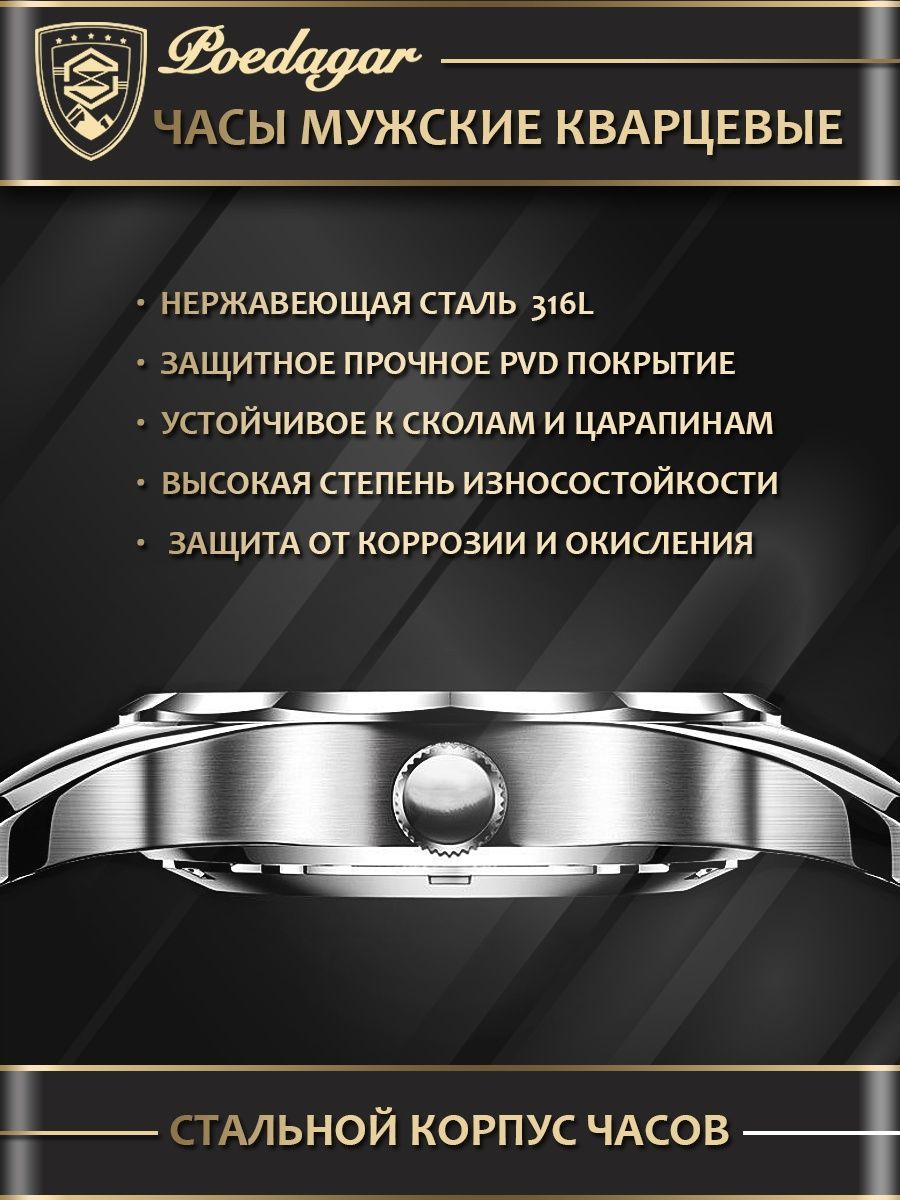 Poedagar
ЧАСЫ МУЖСКИЕ КВАРЦЕВЫЕ
• НЕРЖАВЕЮЩАЯ СТАЛЬ 316L
• ЗАЩИТНОЕ ПРОЧНОЕ PVD ПОКРЫТИЕ
• УСТОЙЧИВОЕ К СКОЛАМ И ЦАРАПИНАМ
• ВЫСОКАЯ СТЕПЕНЬ ИЗНОСОСТОЙКОСТИ
• ЗАЩИТА ОТ КОРРОЗИИ И ОКИСЛЕНИЯ
СТАЛЬНОЙ КОРПУС ЧАСОВ